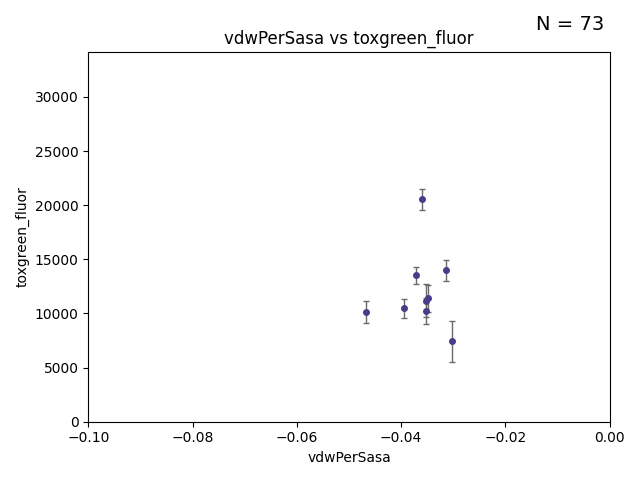 N = 73
vdwPerSasa vs toxgreen_fluor
30000
25000
20000
15000
10000
5000
0
toxgreen_fluor
−0.10 −0.08 −0.06 −0.04 −0.02 0.00
vdwPerSasa